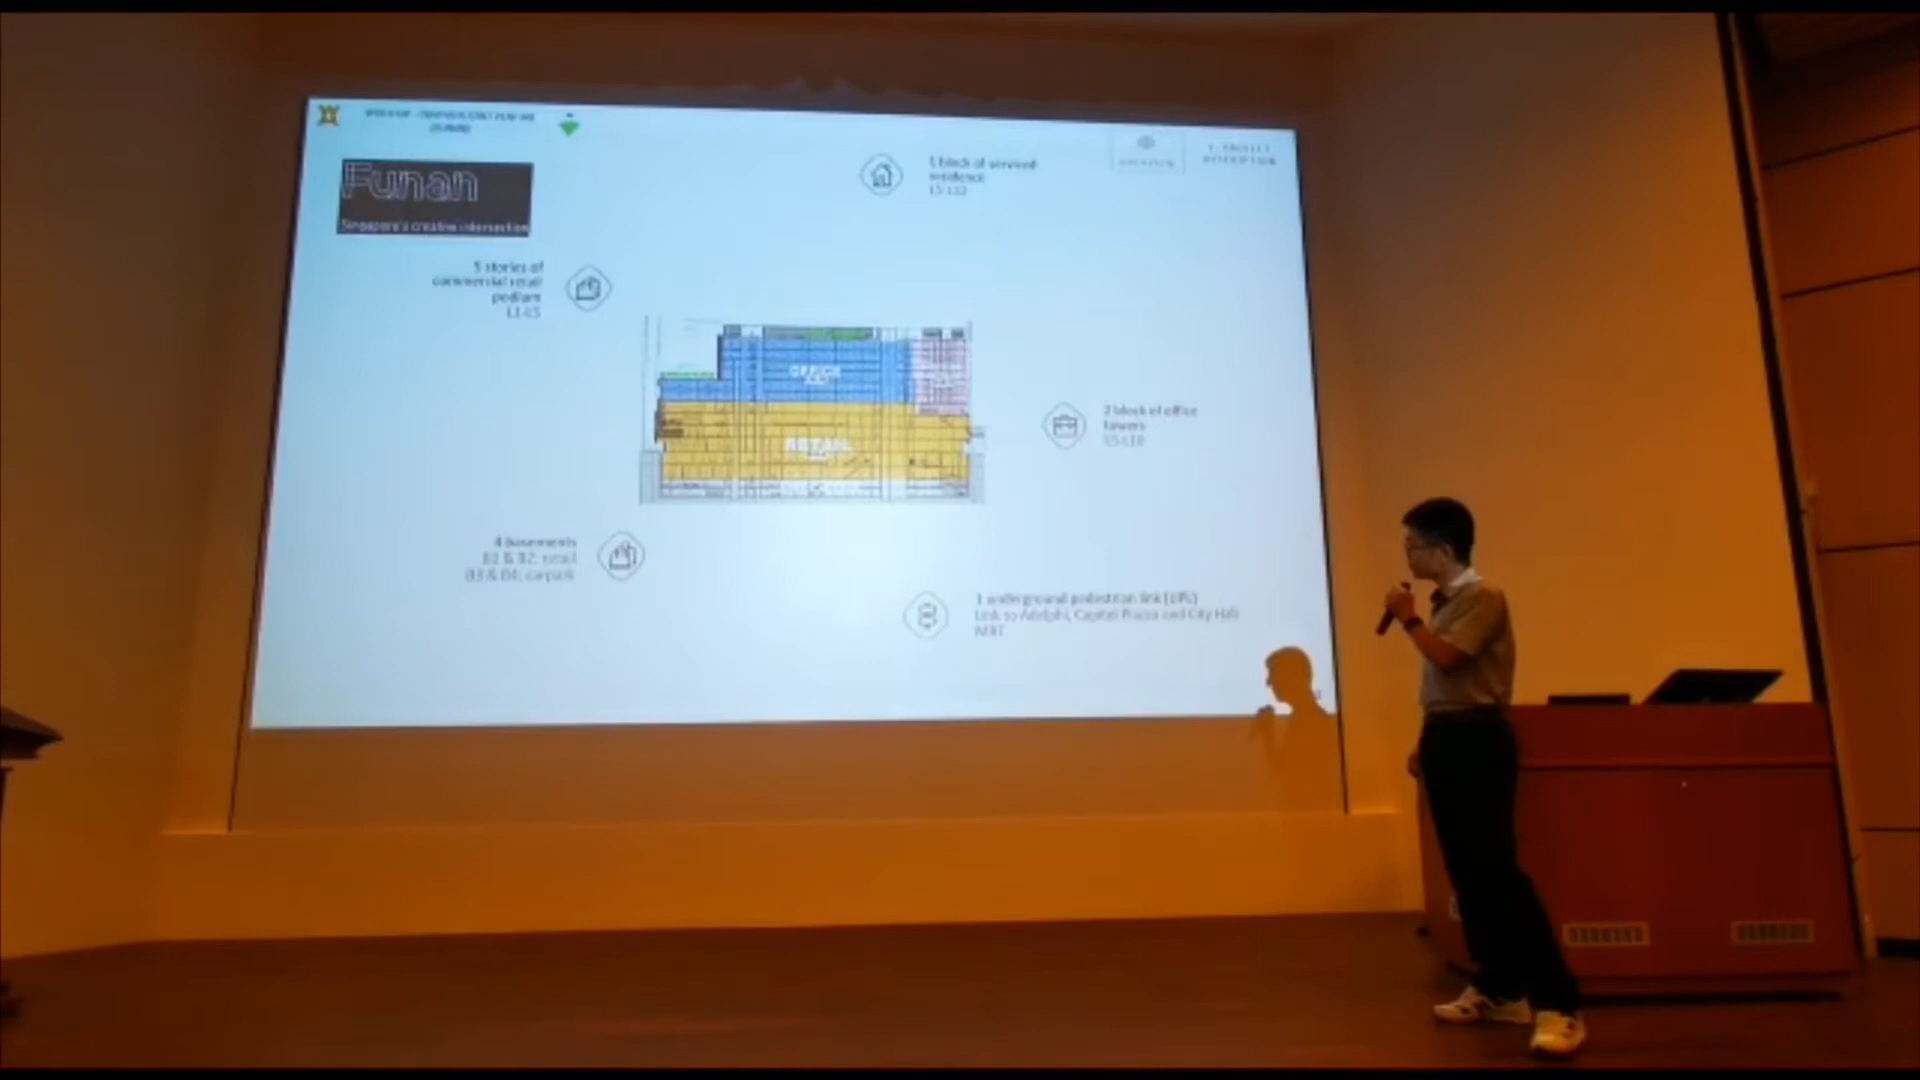 Funan
Singapore's creative intersection
1 block of serviced
residence
5 stories of
commercial retail
podium
L1-L5
OFFICE
RETAIL
2 block of office
towers
4 basements
B1 & B2: retail
B3 & B4: carpark
1 underground pedestrian link (UPL)
Link to Adelphi, Capitol Piazza and City Hall
MRT